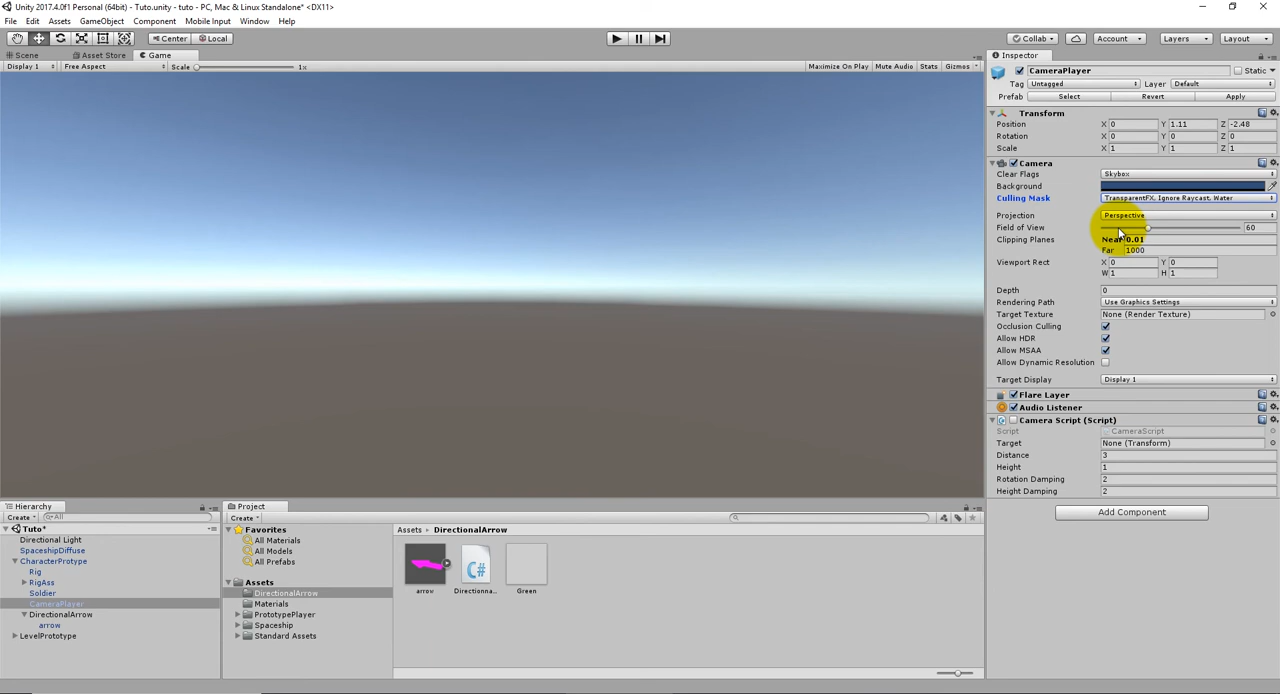 Unity 2017.4.0f1 Personal (64bit) - Tuto.unity - tuto - PC, Mac & Linux Standalone* <DX11>
File Edit Assets GameObject Component Mobile Input Window Help
Center Local Collab Account Layers Layout
Scene Asset Store Game
Display 1 Free Aspect Scale 1x Maximize On Play Mute Audio Stats Gizmos
Inspector
CameraPlayer Static
Tag Untagged Layer Default
Prefab Select Revert Apply
Transform
Position X 0 Y 1.11 Z -2.48
Rotation X 0 Y 0 Z 0
Scale X 1 Y 1 Z 1
Camera
Clear Flags Skybox
Background
Culling Mask TransparentFX, Ignore Raycast, Water
Projection Perspective
Field of View 60
Clipping Planes Near 0.01
Far 1000
Viewport Rect X 0 Y 0
W 1 H 1
Depth 0
Rendering Path Use Graphics Settings
Target Texture None (Render Texture)
Occlusion Culling
Allow HDR
Allow MSAA
Allow Dynamic Resolution
Target Display Display 1
Flare Layer
Audio Listener
Camera Script (Script)
Script CameraScript
Target None (Transform)
Distance 3
Height 1
Rotation Damping 2
Height Damping 2
Add Component
Hierarchy
Create All
Tuto*
Directional Light
SpaceshipDiffuse
CharacterProtype
Rig
RigAss
Soldier
CameraPlayer
DirectionalArrow
arrow
LevelPrototype
Project
Create
Favorites
All Materials
All Models
All Prefabs
Assets
DirectionalArrow
Materials
PrototypePlayer
Spaceship
Standard Assets
Assets DirectionalArrow
C#
arrow Directionna... Green